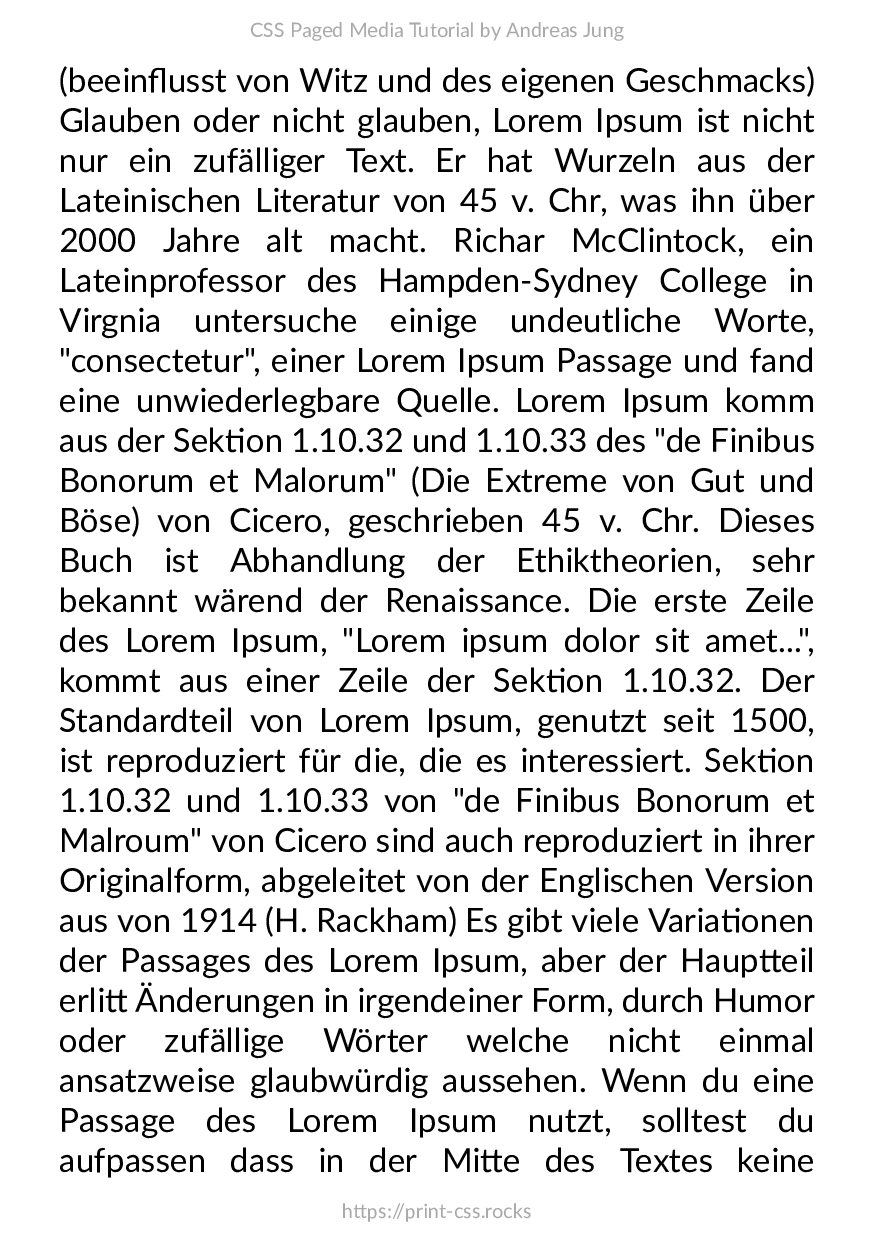 CSS Paged Media Tutorial by Andreas Jung
(beeinflusst von Witz und des eigenen Geschmacks)
Glauben oder nicht glauben, Lorem Ipsum ist nicht
nur ein zufälliger Text. Er hat Wurzeln aus der
Lateinischen Literatur von 45 v. Chr, was ihn über
2000 Jahre alt macht. Richar McClintock, ein
Lateinprofessor des Hampden-Sydney College in
Virgnia untersuche einige undeutliche Worte,
"consectetur", einer Lorem Ipsum Passage und fand
eine unwiederlegbare Quelle. Lorem Ipsum komm
aus der Sektion 1.10.32 und 1.10.33 des "de Finibus
Bonorum et Malorum" (Die Extreme von Gut und
Böse) von Cicero, geschrieben 45 v. Chr. Dieses
Buch ist Abhandlung der Ethiktheorien, sehr
bekannt wärend der Renaissance. Die erste Zeile
des Lorem Ipsum, "Lorem ipsum dolor sit amet...",
kommt aus einer Zeile der Sektion 1.10.32. Der
Standardteil von Lorem Ipsum, genutzt seit 1500,
ist reproduziert für die, die es interessiert. Sektion
1.10.32 und 1.10.33 von "de Finibus Bonorum et
Malroum" von Cicero sind auch reproduziert in ihrer
Originalform, abgeleitet von der Englischen Version
aus von 1914 (H. Rackham) Es gibt viele Variationen
der Passages des Lorem Ipsum, aber der Hauptteil
erlitt Änderungen in irgendeiner Form, durch Humor
oder zufällige Wörter welche nicht einmal
ansatzweise glaubwürdig aussehen. Wenn du eine
Passage des Lorem Ipsum nutzt, solltest du
aufpassen dass in der Mitte des Textes keine
https://print-css.rocks